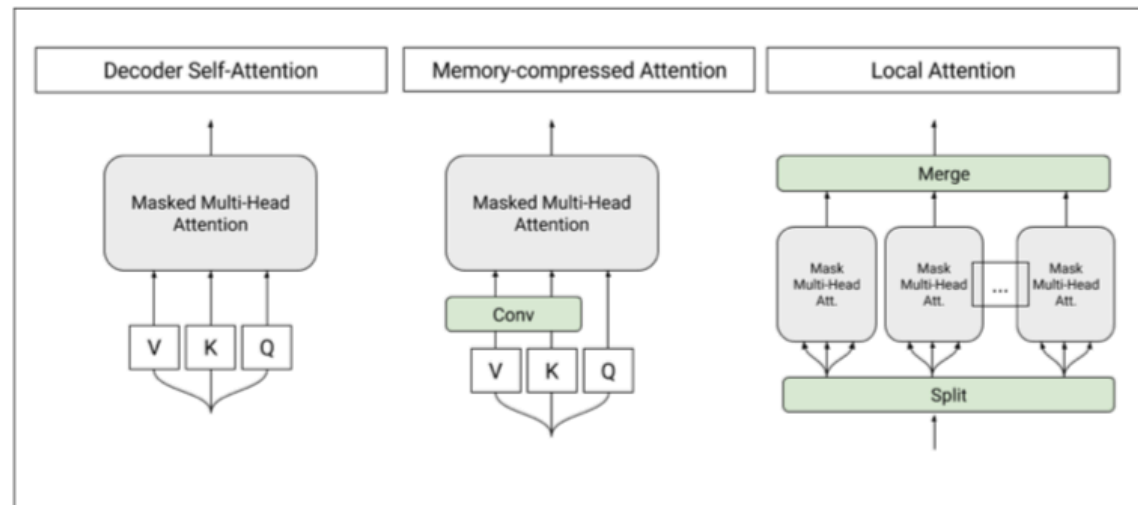 Decoder Self-Attention
Memory-compressed Attention
Local Attention
Masked Multi-Head
Attention
V K Q
Masked Multi-Head
Attention
Conv
V K Q
Merge
Mask
Multi-Head
Att.
Mask
Multi-Head
Att.
...
Mask
Multi-Head
Att.
Split